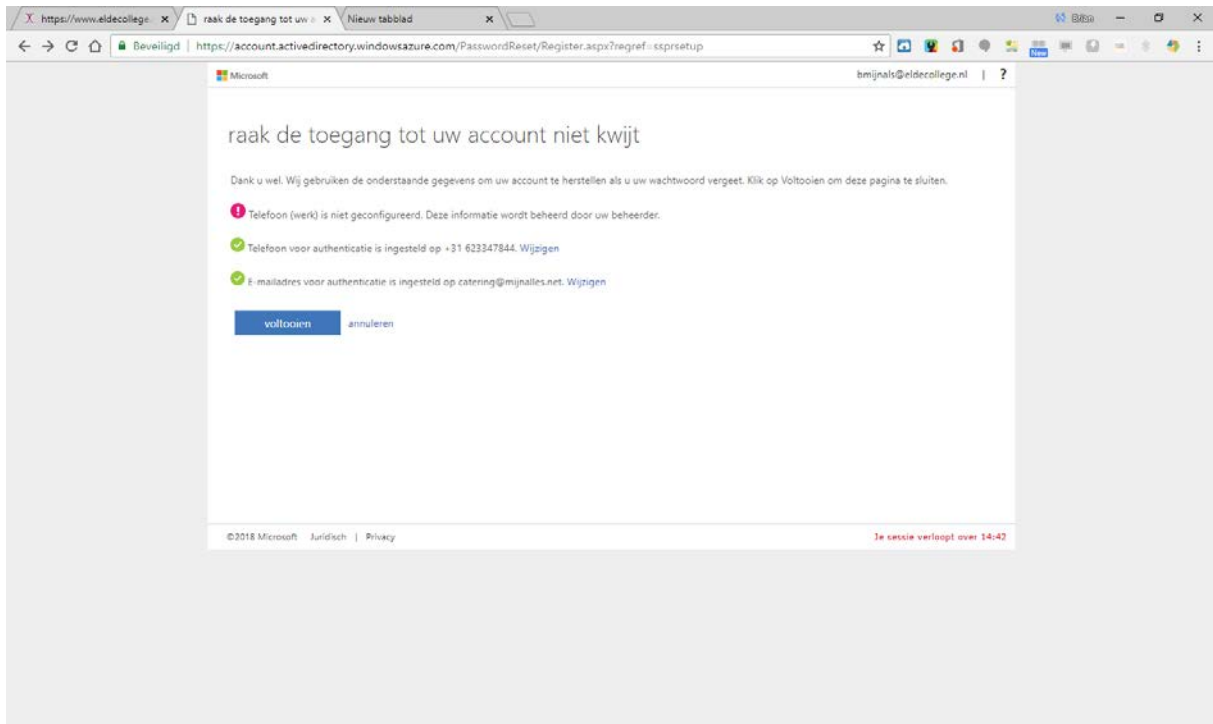 https://www.eldecollege.
raak de toegang tot uw a
Nieuw tabblad
Beveiligd | https://account.activedirectory.windowsazure.com/PasswordReset/Register.aspx?regref=ssprsetup
New
Microsoft
bmijnals@eldecollege.nl | ?
raak de toegang tot uw account niet kwijt
Dank u wel. Wij gebruiken de onderstaande gegevens om uw account te herstellen als u uw wachtwoord vergeet. Klik op Voltooien om deze pagina te sluiten.
Telefoon (werk) is niet geconfigureerd. Deze informatie wordt beheerd door uw beheerder.
Telefoon voor authenticatie is ingesteld op +31 623347844. Wijzigen
E-mailadres voor authenticatie is ingesteld op catering@mijnalles.net. Wijzigen
voltooien annuleren
©2018 Microsoft Juridisch | Privacy
Je sessie verloopt over 14:42